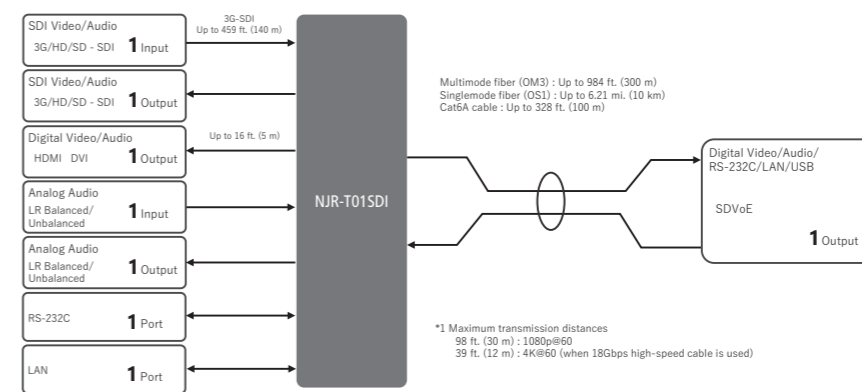 SDI Video/Audio
3G/HD/SD - SDI 1 Input
3G-SDI
Up to 459 ft. (140 m)
SDI Video/Audio
3G/HD/SD - SDI 1 Output
Digital Video/Audio
HDMI DVI 1 Output
Up to 16 ft. (5 m)
Analog Audio
LR Balanced/
Unbalanced
1 Input
Analog Audio
LR Balanced/
Unbalanced
1 Output
RS-232C 1 Port
LAN 1 Port
NJR-T01SDI
Multimode fiber (OM3) : Up to 984 ft. (300 m)
Singlemode fiber (OS1) : Up to 6.21 mi. (10 km)
Cat6A cable : Up to 328 ft. (100 m)
Digital Video/Audio/
RS-232C/LAN/USB
SDVoE
1 Output
*1 Maximum transmission distances
98 ft. (30 m) : 1080p@60
39 ft. (12 m) : 4K@60 (when 18Gbps high-speed cable is used)